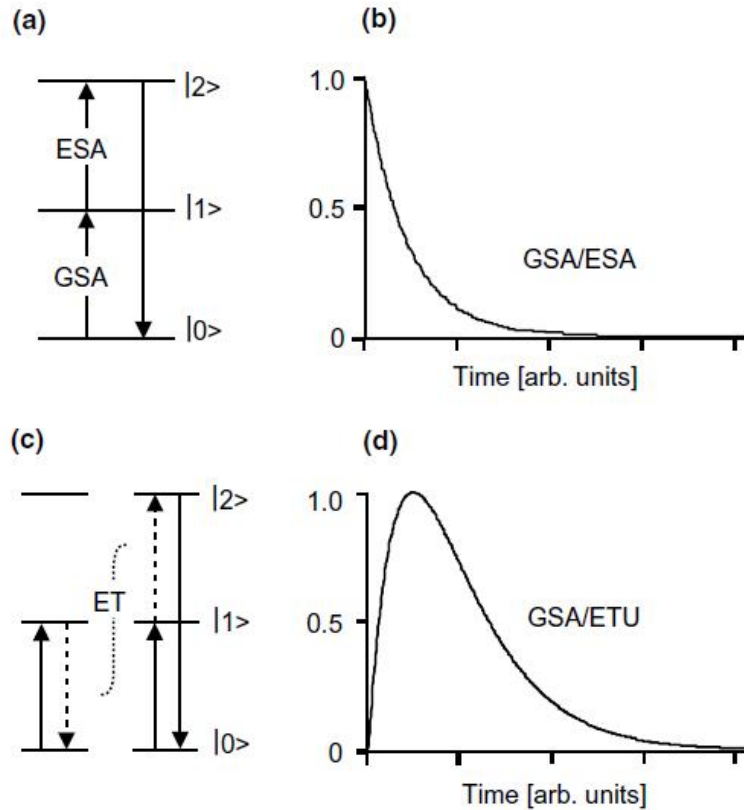 (a)
|2>
ESA
|1>
GSA
|0>
(b)
1.0
0.5
GSA/ESA
0
Time [arb. units]
(c)
|2>
ET
|1>
|0>
(d)
1.0
0.5
GSA/ETU
0
Time [arb. units]